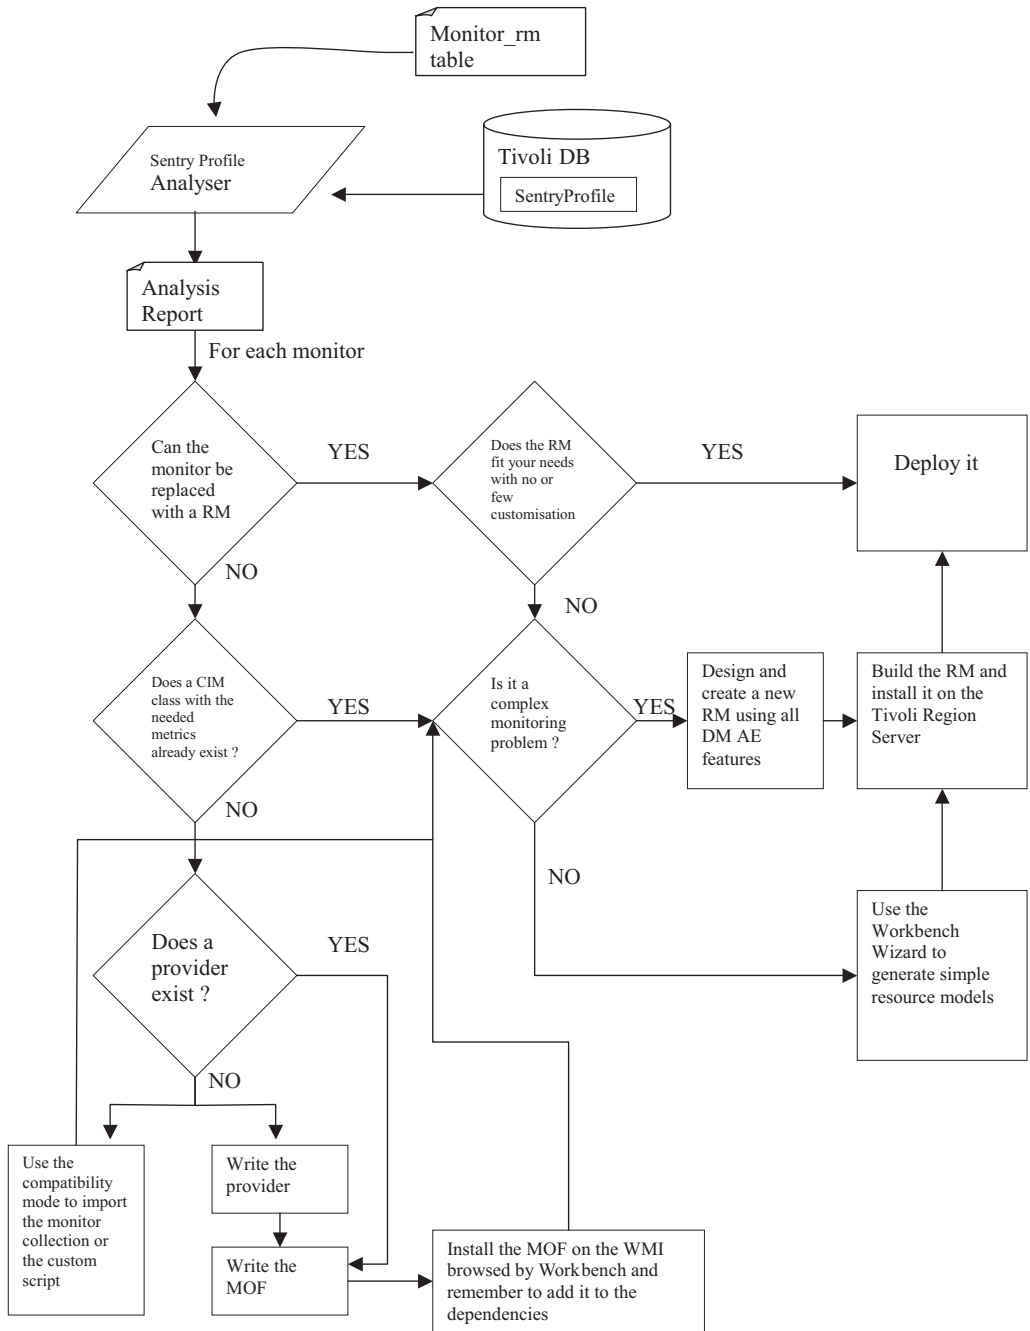 Monitor_rm
table
Sentry Profile
Analyser
Tivoli DB
SentryProfile
Analysis
Report
For each monitor
Can the
monitor be
replaced
with a RM
YES
Does the RM
fit your needs
with no or
few
customisation
YES
Deploy it
NO
NO
Does a CIM
class with the
needed
metrics
already exist ?
YES
Is it a
complex
monitoring
problem ?
YES
Design and
create a new
RM using all
DM AE
features
Build the RM and
install it on the
Tivoli Region
Server
NO
NO
Does a
provider
exist ?
YES
Use the
Workbench
Wizard to
generate simple
resource models
NO
Use the
compatibility
mode to import
the monitor
collection or
the custom
script
Write the
provider
Write the
MOF
Install the MOF on the WMI
browsed by Workbench and
remember to add it to the
dependencies